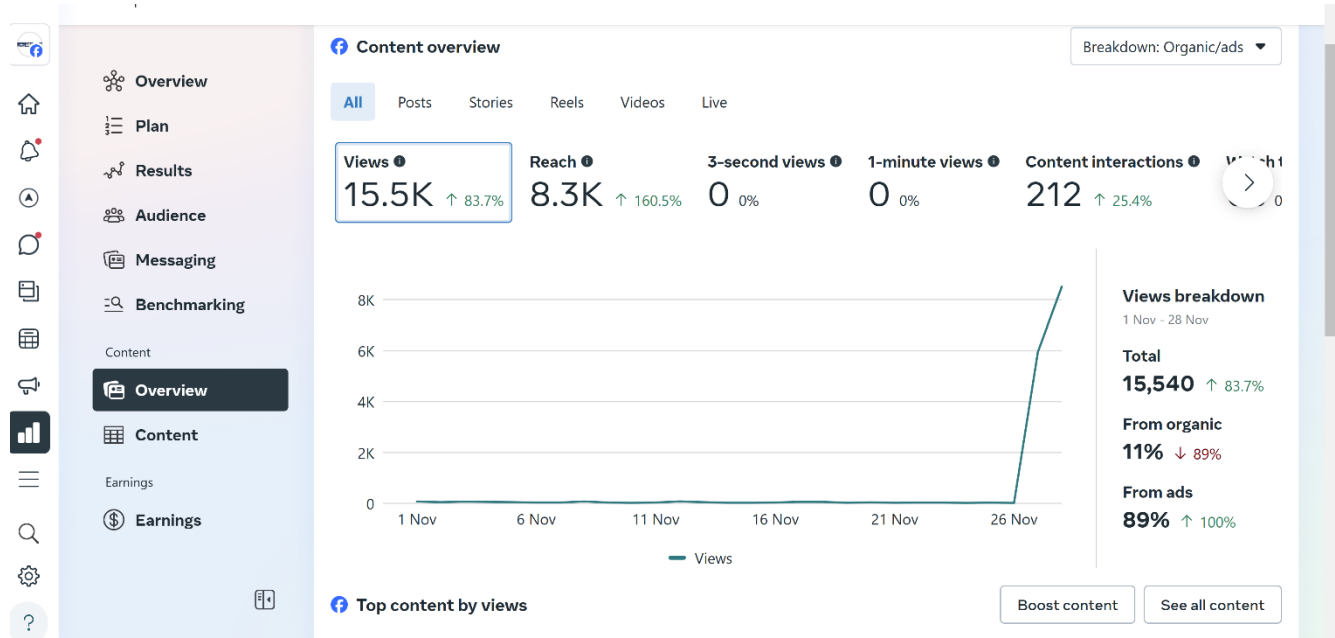 Content overview
Breakdown: Organic/ads
Overview
Plan
Results
Audience
Messaging
Benchmarking
Content
Overview
Content
Earnings
Earnings
All Posts Stories Reels Videos Live
Views Reach 3-second views 1-minute views Content interactions
15.5K ↑ 83.7% 8.3K ↑ 160.5% 0 0% 0 0% 212 ↑ 25.4%
8K
6K
4K
2K
0
1 Nov 6 Nov 11 Nov 16 Nov 21 Nov 26 Nov
Views
Views breakdown
1 Nov - 28 Nov
Total
15,540 ↑ 83.7%
From organic
11% ↓ 89%
From ads
89% ↑ 100%
Top content by views
Boost content
See all content